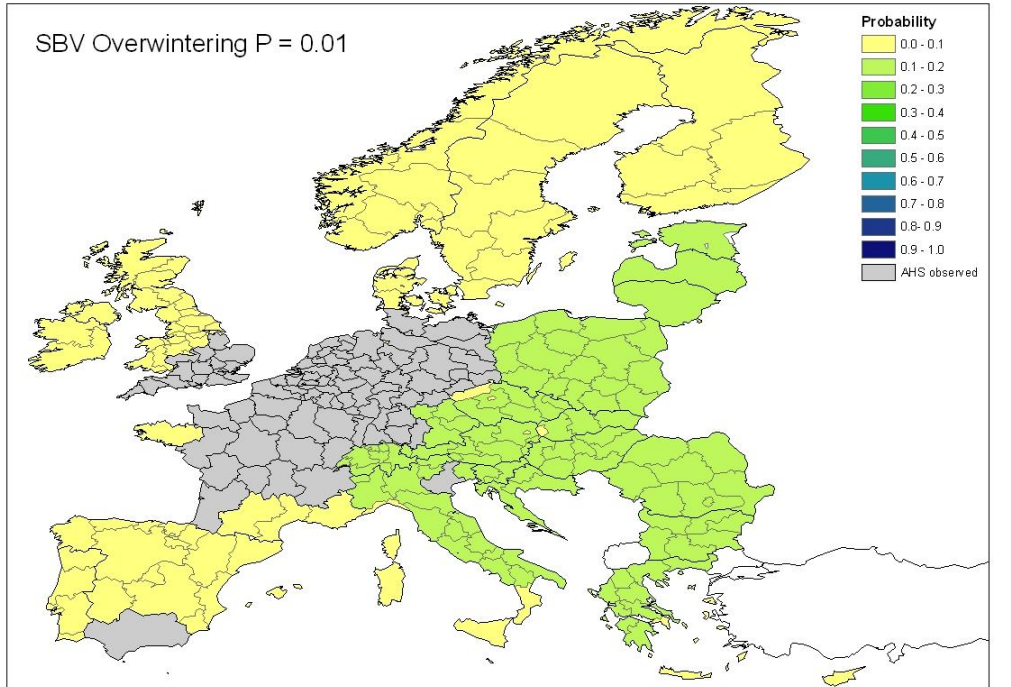 SBV Overwintering P = 0.01
Probability
0.0 - 0.1
0.1 - 0.2
0.2 - 0.3
0.3 - 0.4
0.4 - 0.5
0.5 - 0.6
0.6 - 0.7
0.7 - 0.8
0.8- 0.9
0.9 - 1.0
AHS observed